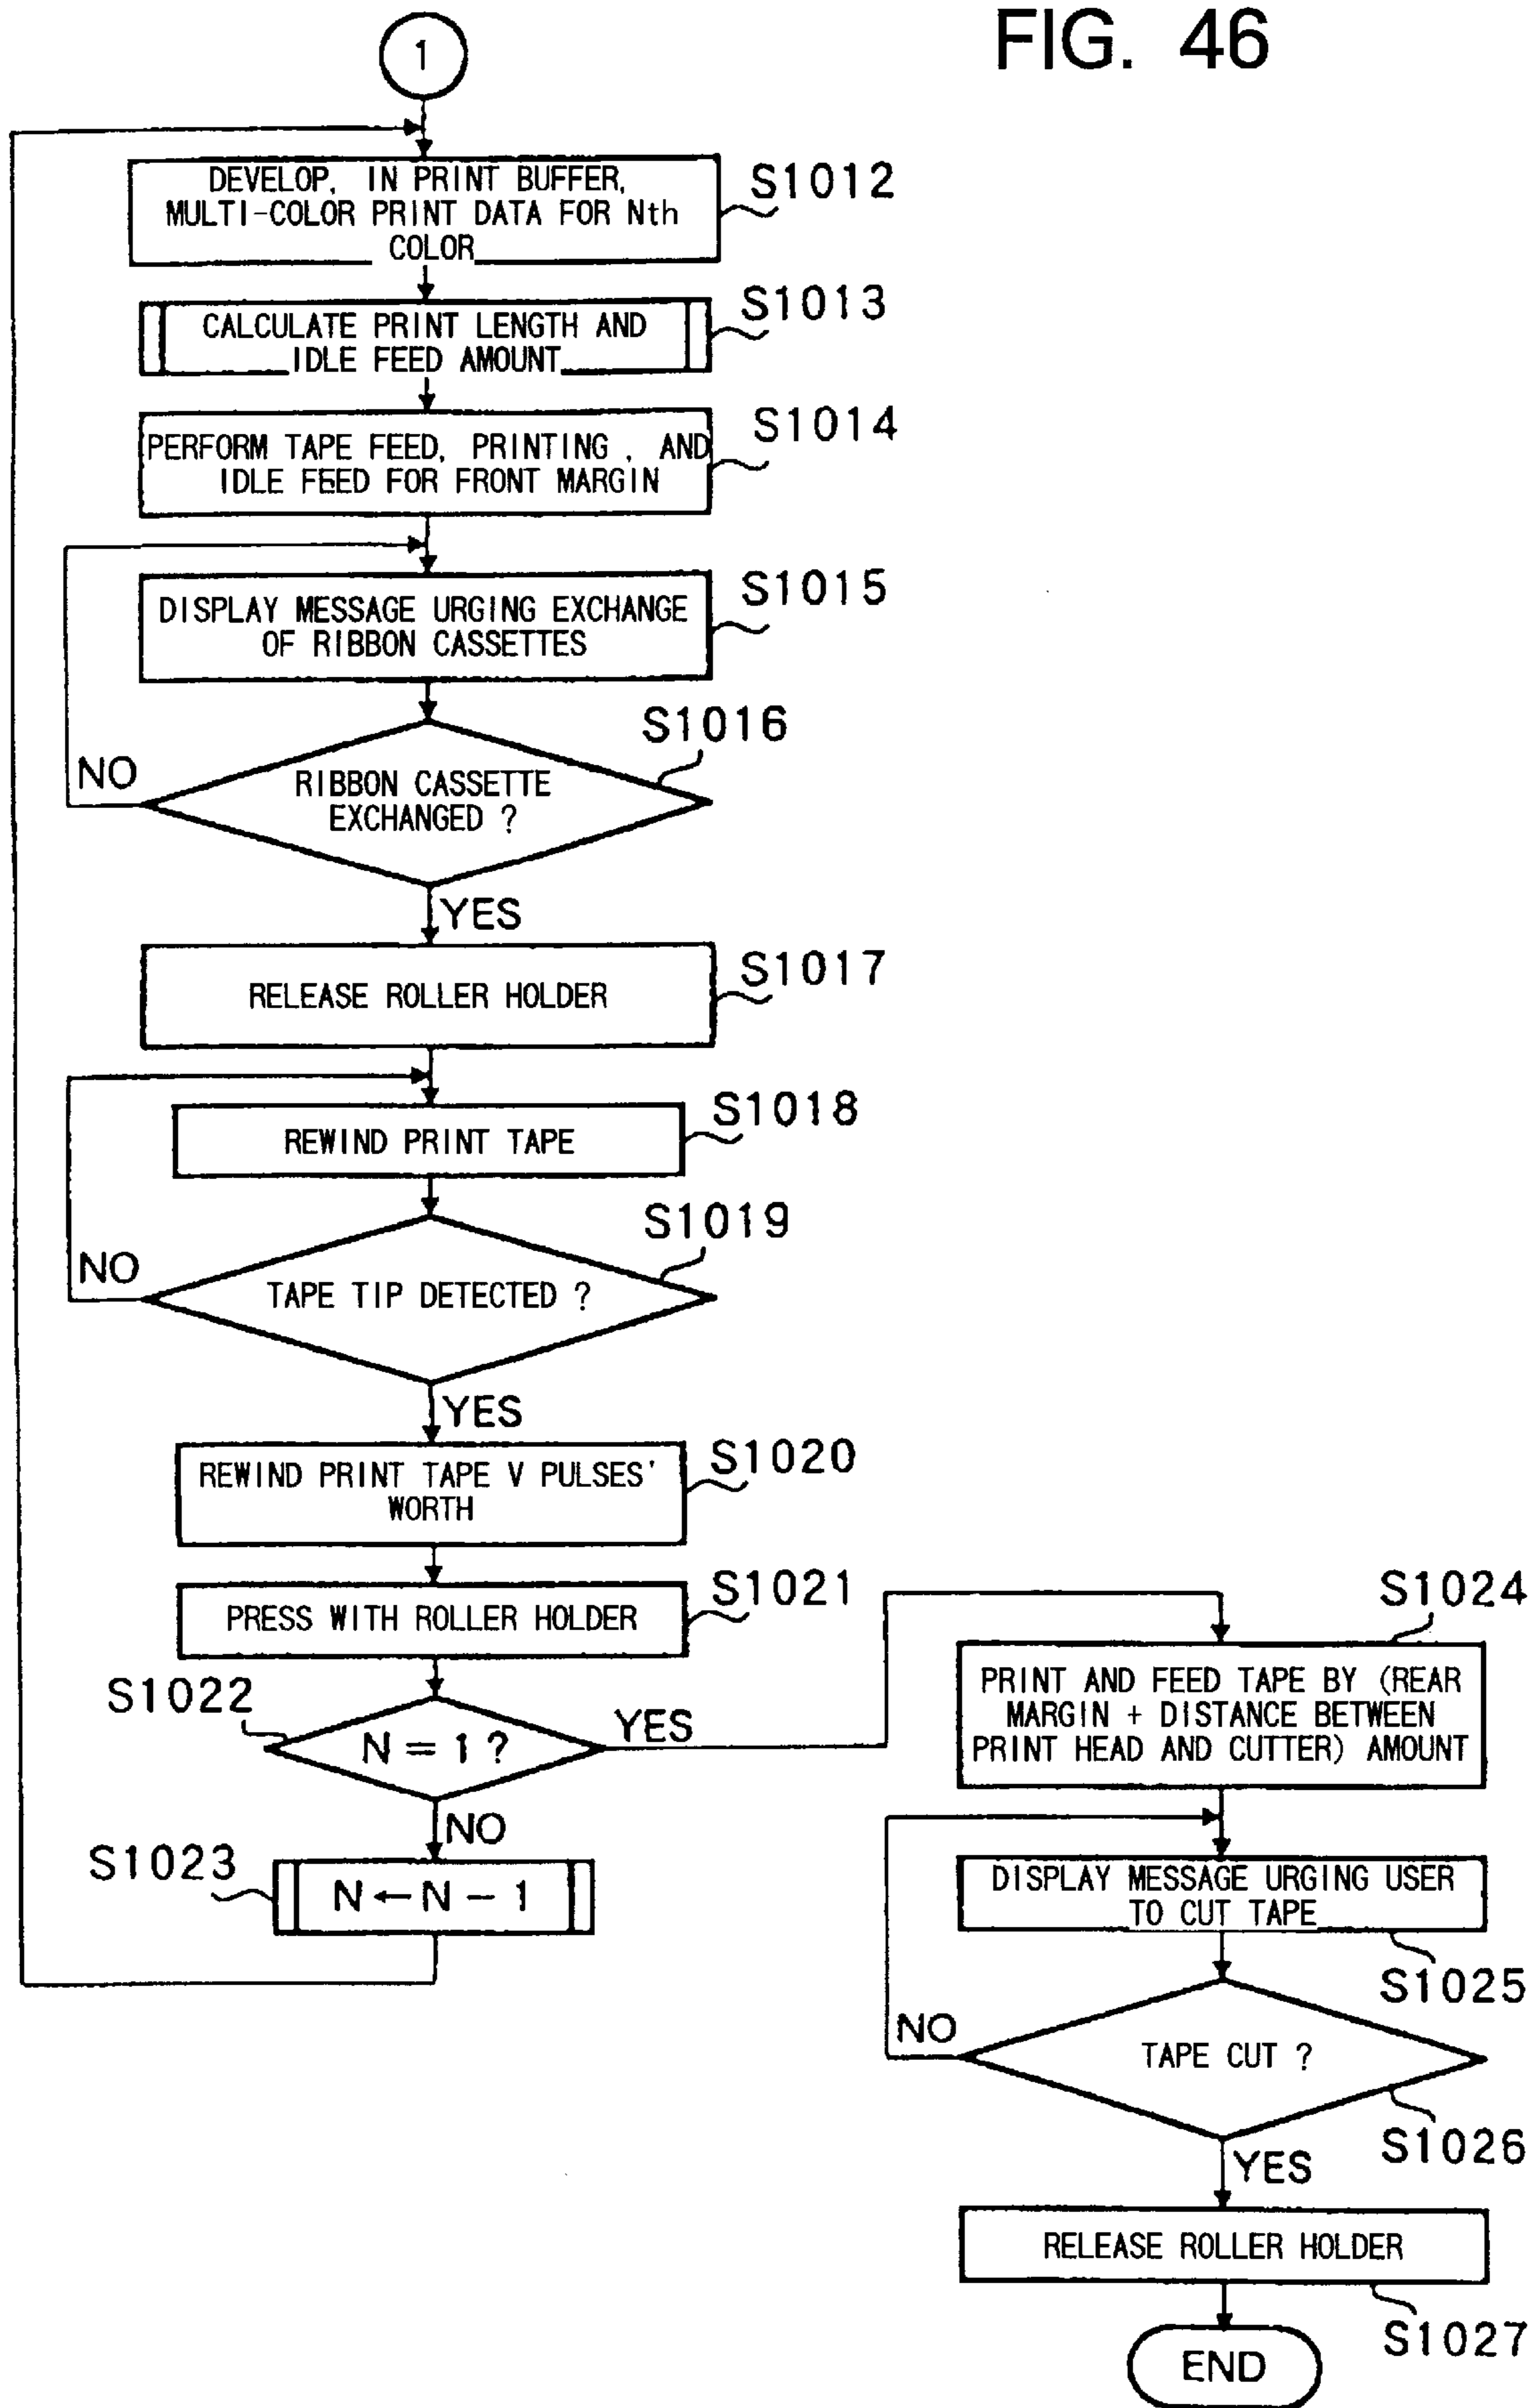 FIG. 46
1
DEVELOP, IN PRINT BUFFER,
MULTI-COLOR PRINT DATA FOR Nth
COLOR
S1012
CALCULATE PRINT LENGTH AND
IDLE FEED AMOUNT
S1013
PERFORM TAPE FEED, PRINTING , AND
IDLE FEED FOR FRONT MARGIN
S1014
DISPLAY MESSAGE URGING EXCHANGE
OF RIBBON CASSETTES
S1015
S1016
NO
RIBBON CASSETTE
EXCHANGED ?
YES
RELEASE ROLLER HOLDER
S1017
REWIND PRINT TAPE
S1018
S1019
NO
TAPE TIP DETECTED ?
YES
REWIND PRINT TAPE V PULSES'
WORTH
S1020
PRESS WITH ROLLER HOLDER
S1021
S1022
N = 1 ?
YES
NO
S1023
N ← N − 1
S1024
PRINT AND FEED TAPE BY (REAR
MARGIN + DISTANCE BETWEEN
PRINT HEAD AND CUTTER) AMOUNT
DISPLAY MESSAGE URGING USER
TO CUT TAPE
S1025
NO
TAPE CUT ?
S1026
YES
RELEASE ROLLER HOLDER
S1027
END